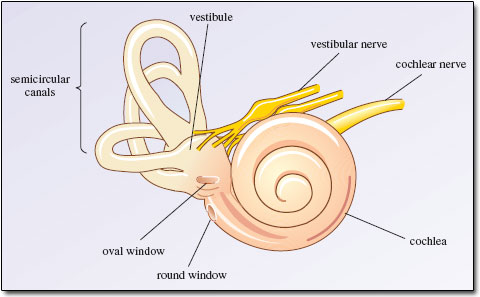 vestibule
vestibular nerve
cochlear nerve
semicircular
canals
oval window
round window
cochlea